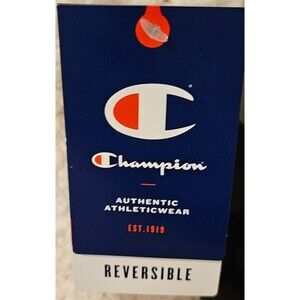 Champion
AUTHENTIC
ATHLETICWEAR
EST.1919
REVERSIBLE